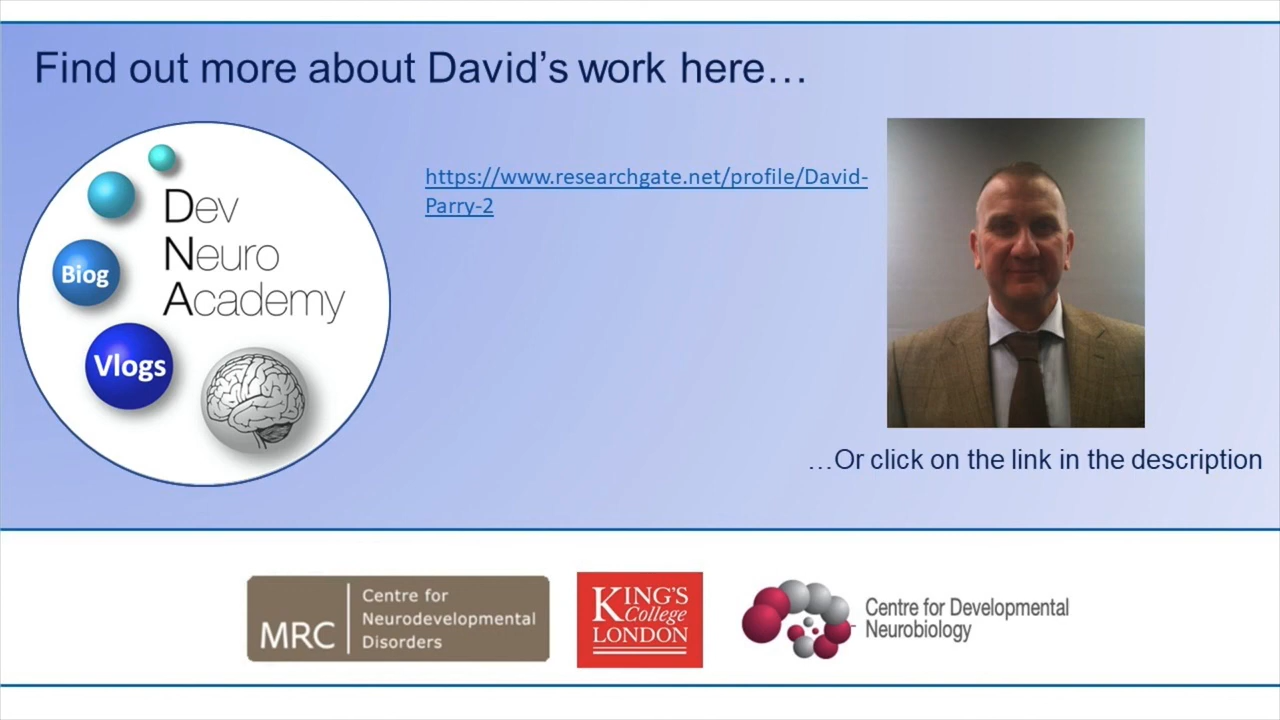 Find out more about David’s work here…
Dev
Neuro
Academy
Biog
Vlogs
https://www.researchgate.net/profile/David-
Parry-2
…Or click on the link in the description
MRC
Centre for
Neurodevelopmental
Disorders
KING'S
College
LONDON
Centre for Developmental
Neurobiology